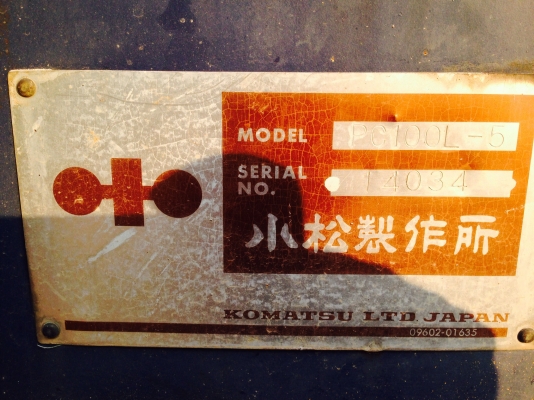 MODEL PC100L-5
SERIAL NO. 14034
小松製作所
KOMATSU LTD. JAPAN
09602-01635